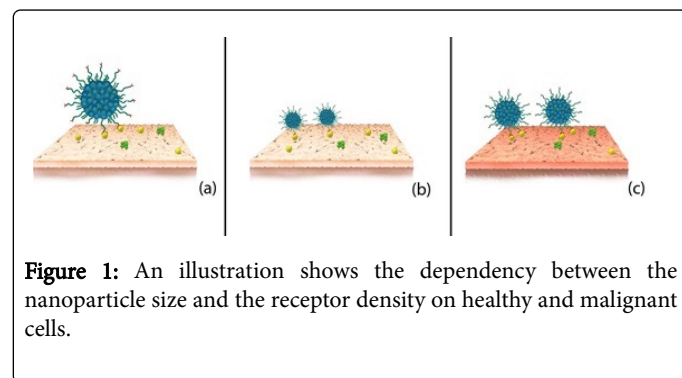 (a)
(b)
(c)
Figure 1: An illustration shows the dependency between the
nanoparticle size and the receptor density on healthy and malignant
cells.